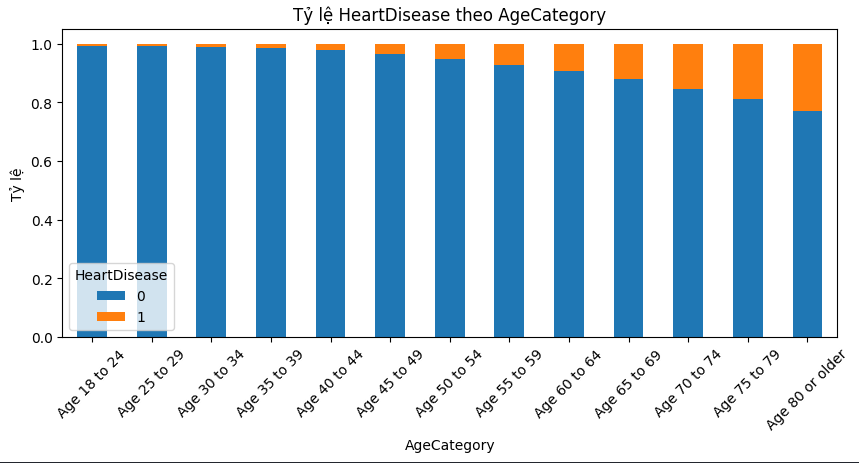 Tỷ lệ HeartDisease theo AgeCategory
Tỷ lệ
1.0
0.8
0.6
0.4
0.2
0.0
HeartDisease
0
1
Age 18 to 24
Age 25 to 29
Age 30 to 34
Age 35 to 39
Age 40 to 44
Age 45 to 49
Age 50 to 54
Age 55 to 59
Age 60 to 64
Age 65 to 69
Age 70 to 74
Age 75 to 79
Age 80 or older
AgeCategory